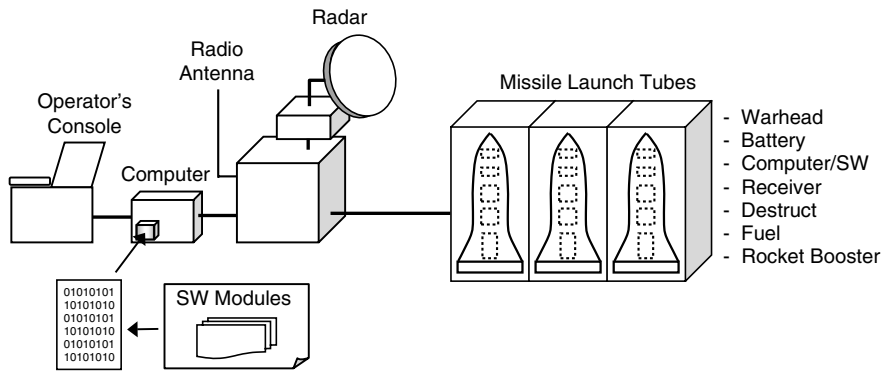 Radar
Radio
Antenna
Missile Launch Tubes
Operator's
Console
Computer
- Warhead
- Battery
- Computer/SW
- Receiver
- Destruct
- Fuel
- Rocket Booster
SW Modules
01010101
10101010
01010101
10101010
01010101
10101010